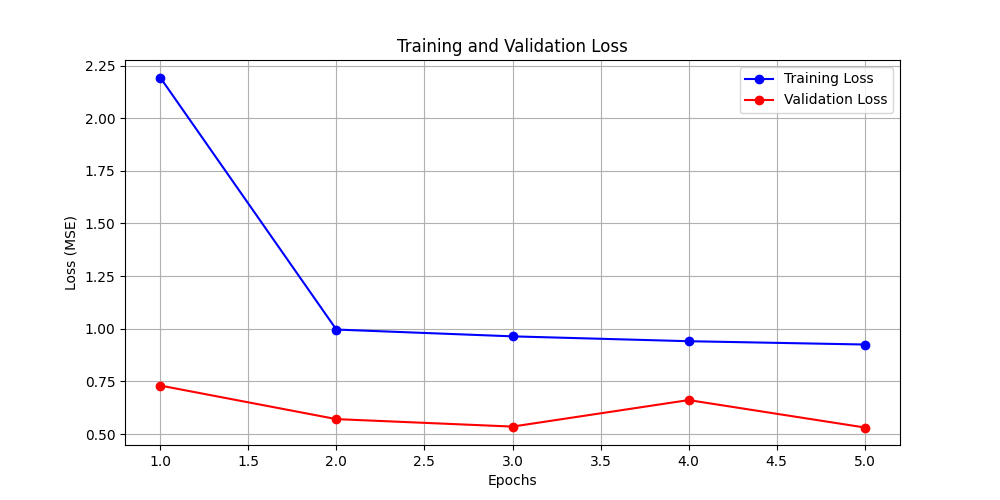 Training and Validation Loss
Training Loss
Validation Loss
2.25
2.00
1.75
1.50
1.25
1.00
0.75
0.50
Loss (MSE)
1.0 1.5 2.0 2.5 3.0 3.5 4.0 4.5 5.0
Epochs